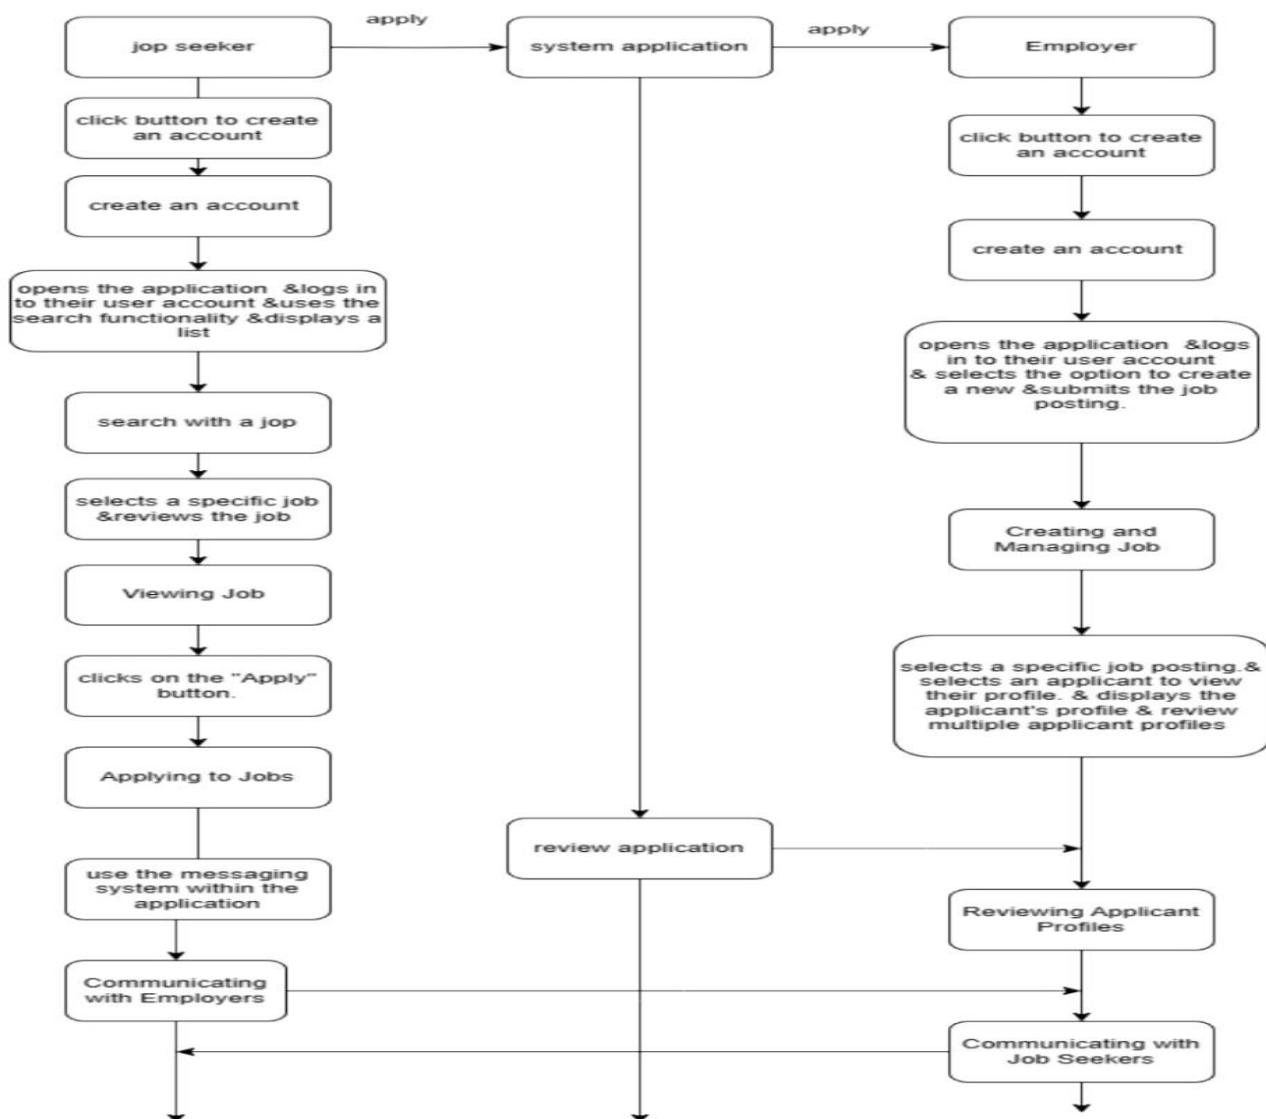 apply
apply
jop seeker
system application
Employer
click button to create
an account
create an account
opens the application &logs in
to their user account &uses the
search functionality &displays a
list
search with a jop
selects a specific job
&reviews the job
Viewing Job
clicks on the "Apply"
button.
Applying to Jobs
use the messaging
system within the
application
Communicating
with Employers
review application
click button to create
an account
create an account
opens the application &logs
in to their user account
& selects the option to create
a new &submits the job
posting.
Creating and
Managing Job
selects a specific job posting.&
selects an applicant to view
their profile. & displays the
applicant's profile & review
multiple applicant profiles
Reviewing Applicant
Profiles
Communicating with
Job Seekers